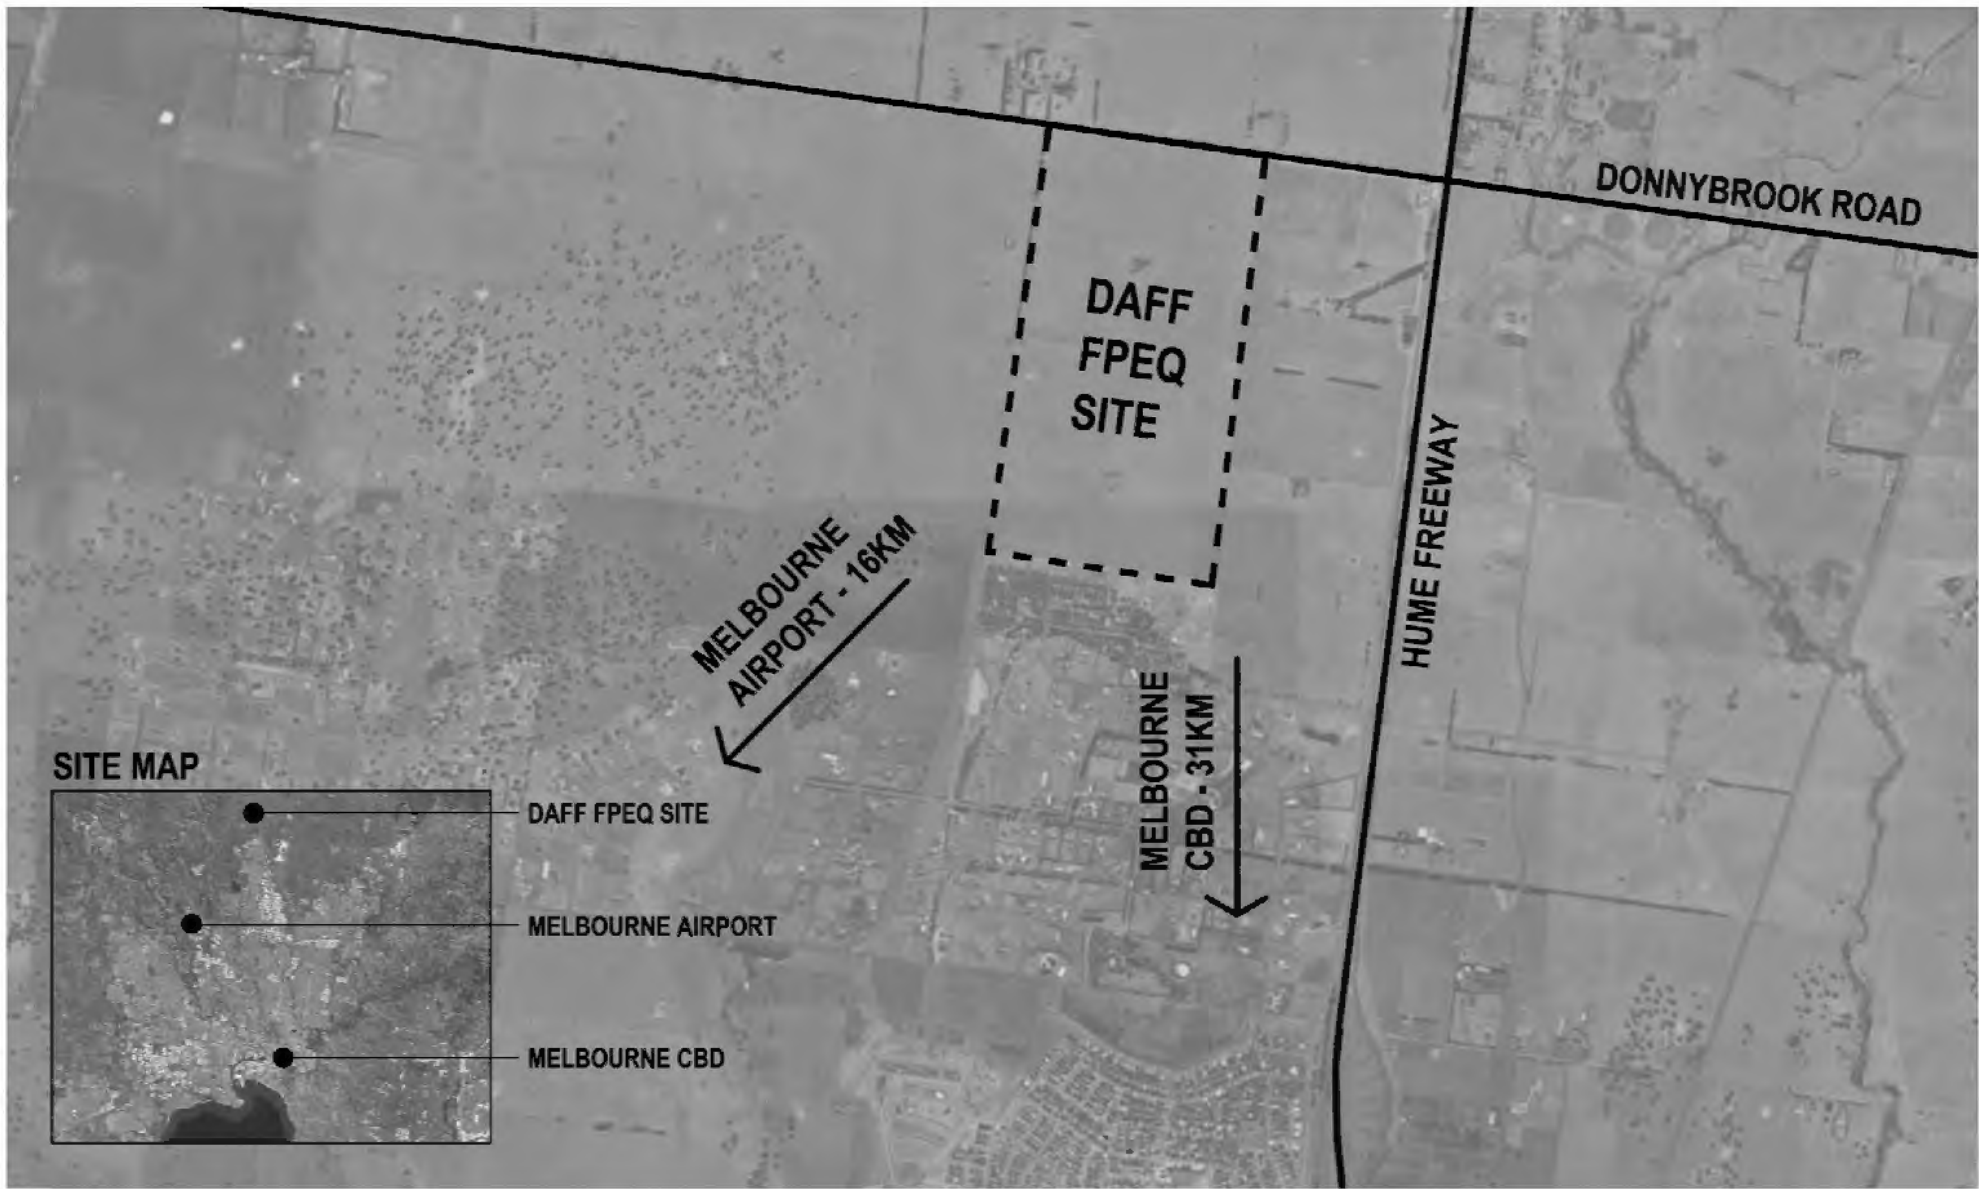 DONNYBROOK ROAD
DAFF
FPEQ
SITE
HUME FREEWAY
MELBOURNE
AIRPORT - 16KM
MELBOURNE
CBD - 31KM
SITE MAP
DAFF FPEQ SITE
MELBOURNE AIRPORT
MELBOURNE CBD